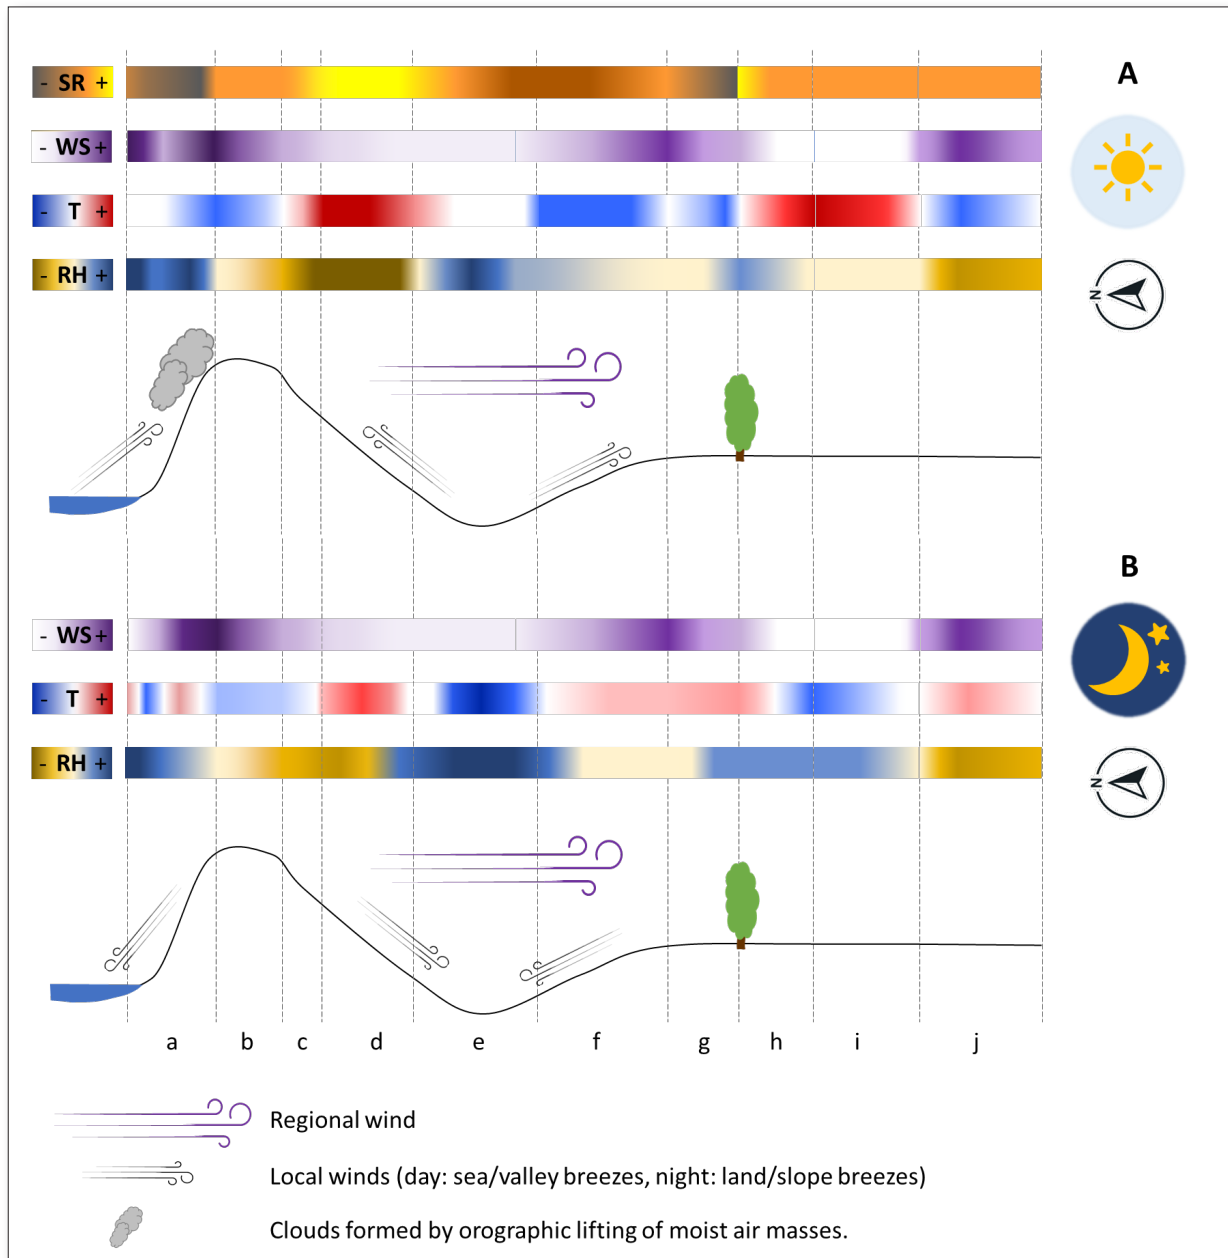 - SR +
A
- WS +
- T +
- RH +
N
B
- WS +
- T +
- RH +
N
a b c d e f g h i j
Regional wind
Local winds (day: sea/valley breezes, night: land/slope breezes)
Clouds formed by orographic lifting of moist air masses.